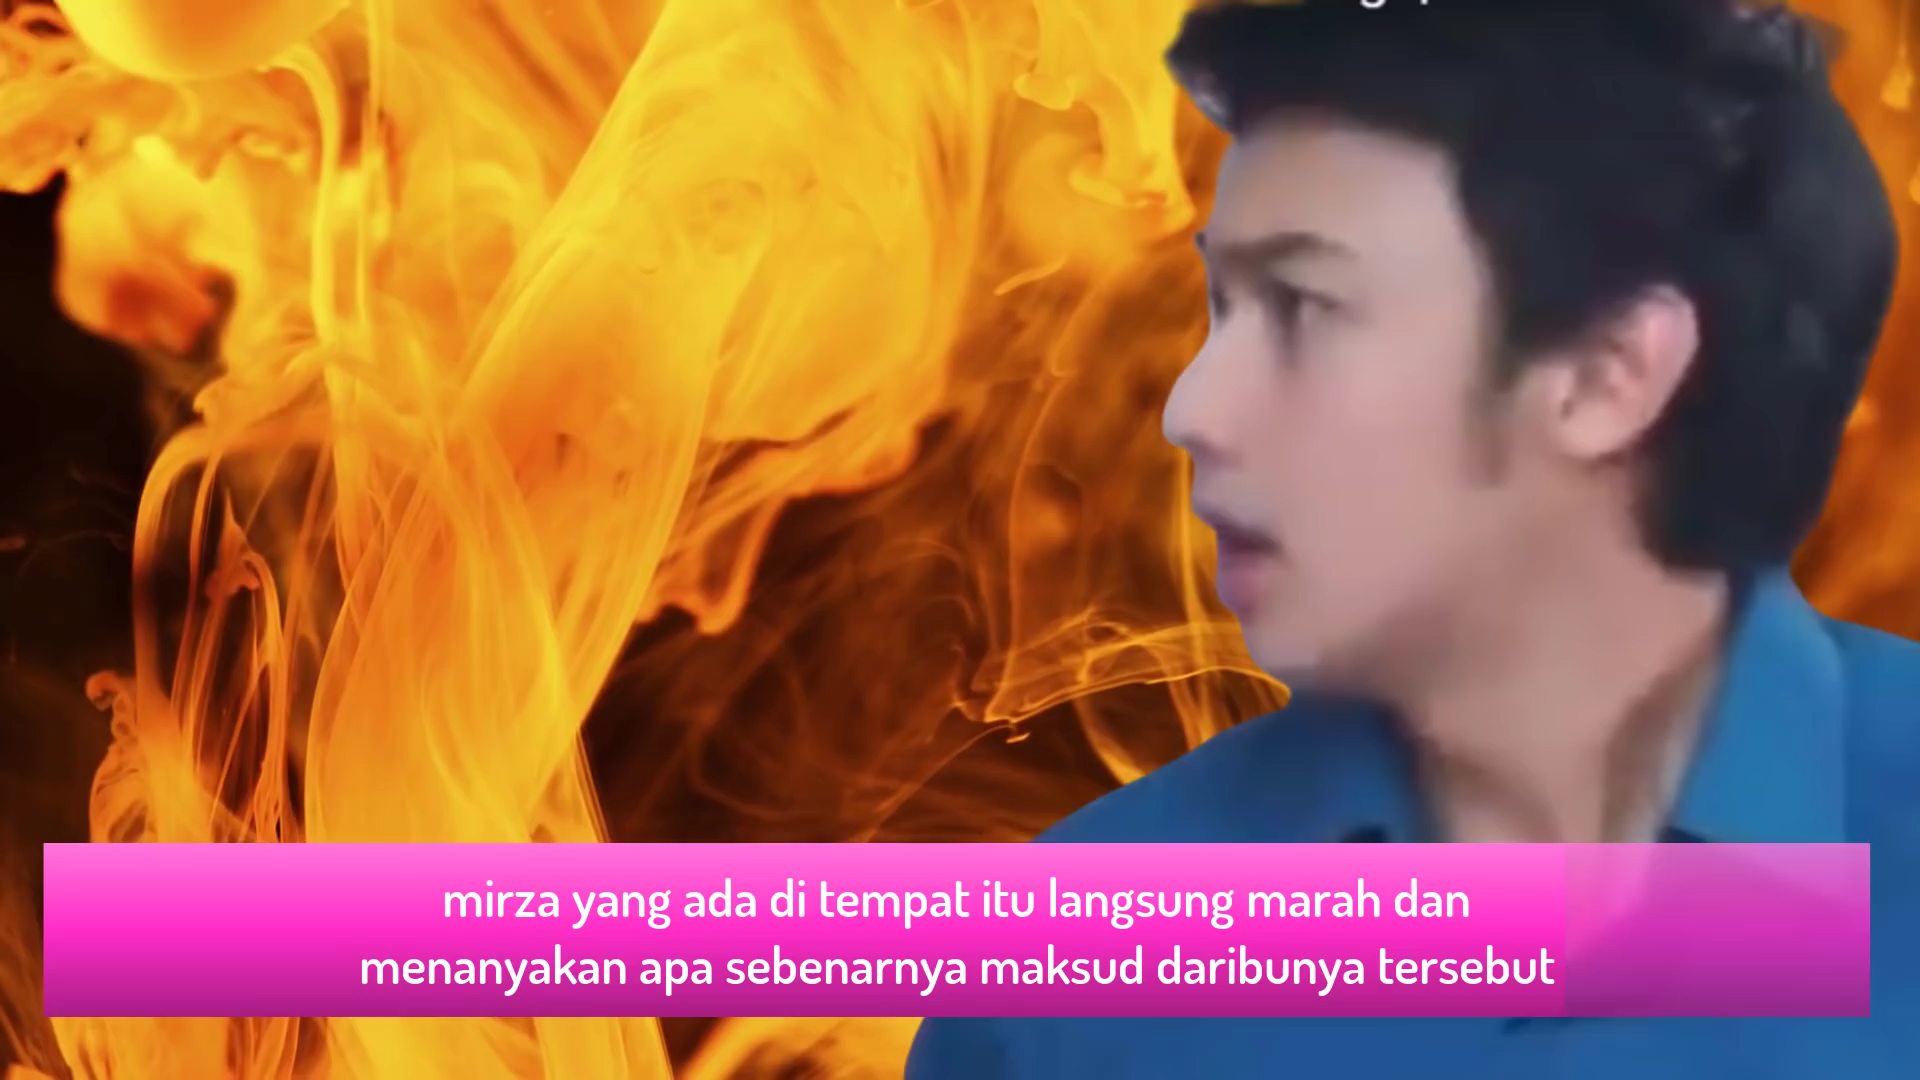 mirza yang ada di tempat itu langsung marah dan
menanyakan apa sebenarnya maksud daribunya tersebut